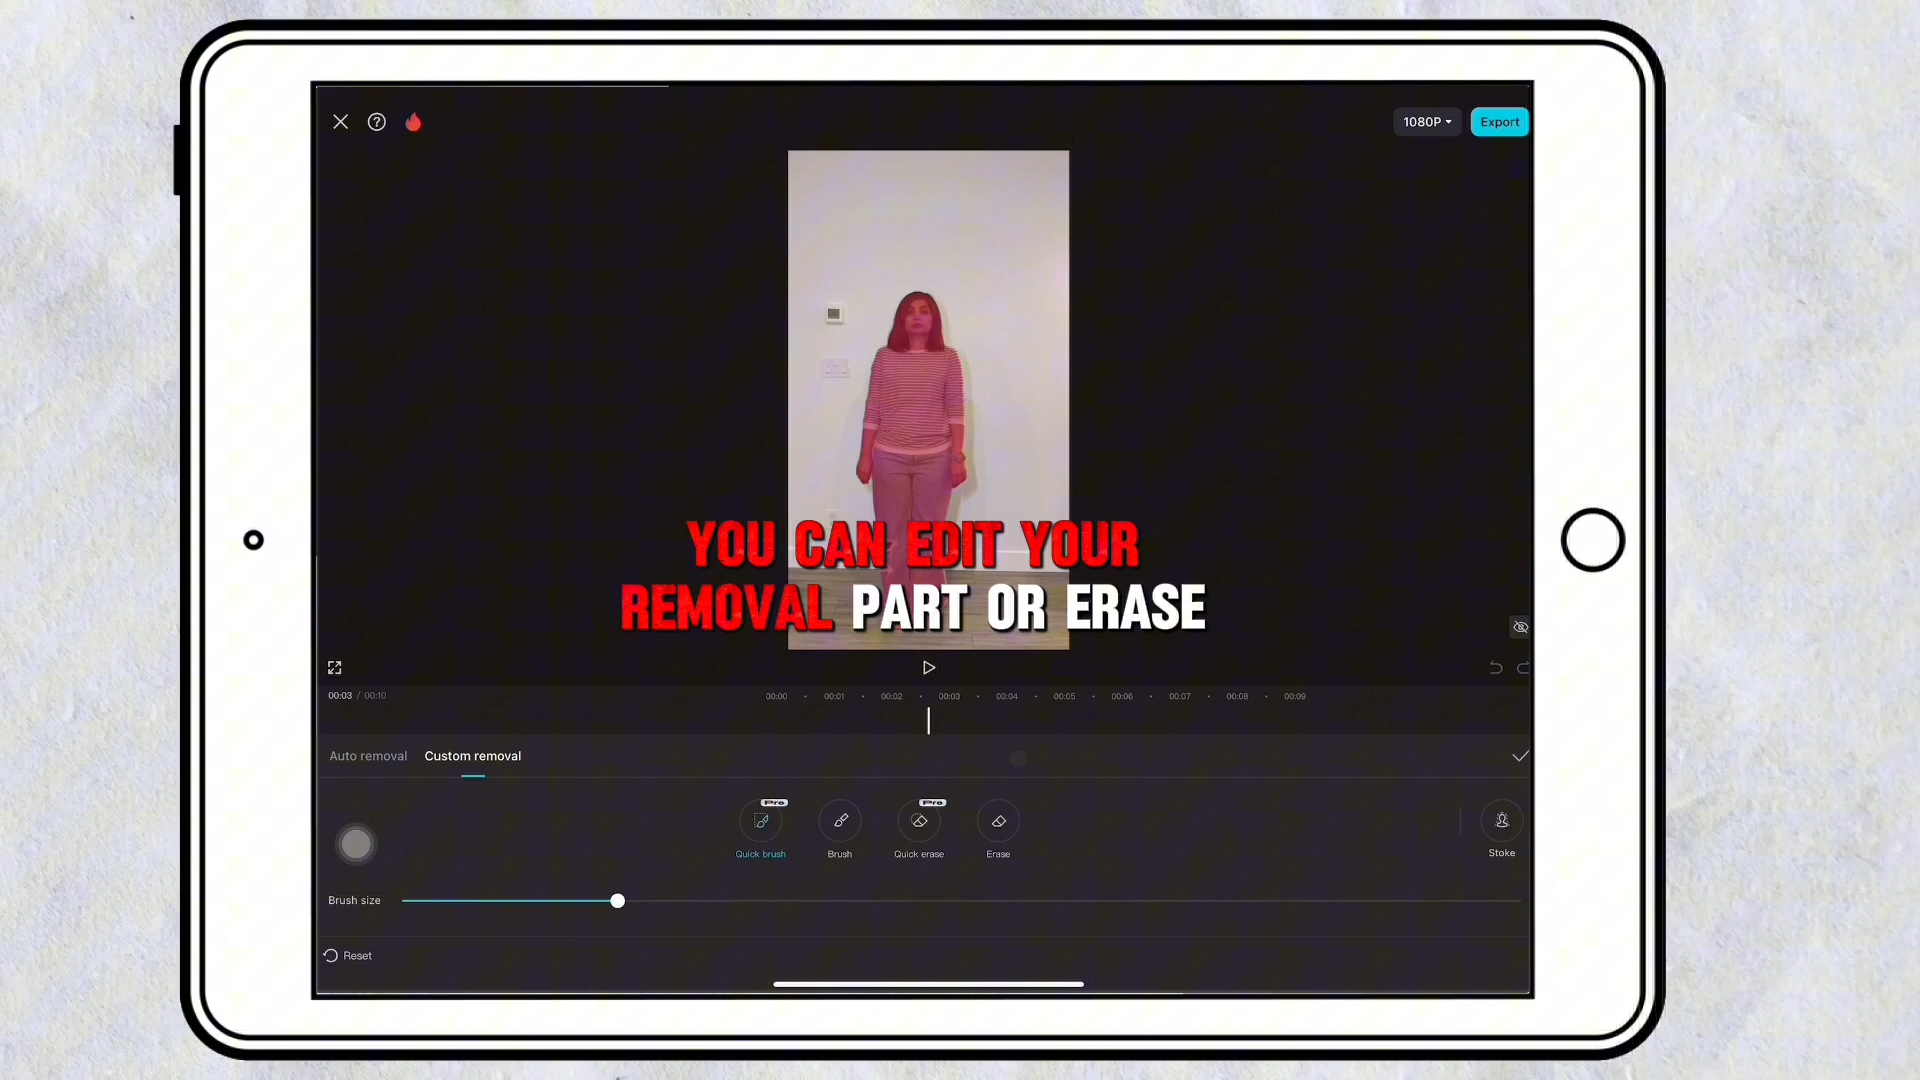 1080P
Export
YOU CAN EDIT YOUR
REMOVAL PART OR ERASE
00:03 / 00:10
00:00 00:01 00:02 00:03 00:04 00:05 00:06 00:07 00:08 00:09
Auto removal Custom removal
Pro Pro
Quick brush Brush Quick erase Erase Stoke
Brush size
Reset